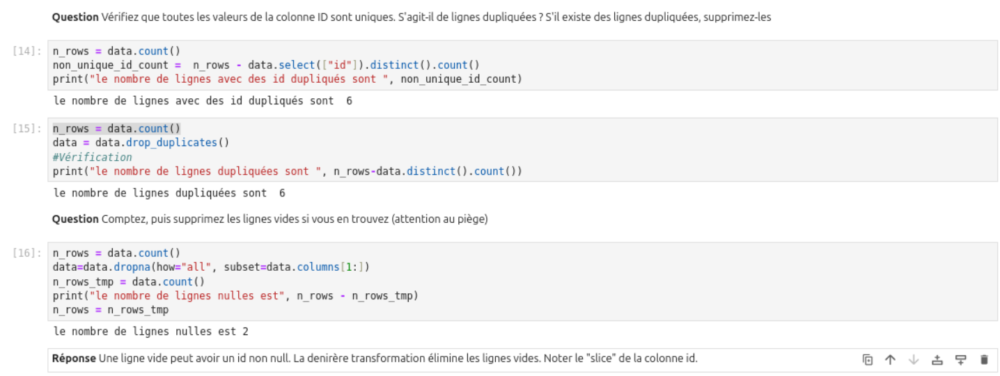 Question Vérifiez que toutes les valeurs de la colonne ID sont uniques. S'agit-il de lignes dupliquées ? S'il existe des lignes dupliquées, supprimez-les
[14]: n_rows = data.count()
non_unique_id_count =  n_rows - data.select(["id"]).distinct().count()
print("le nombre de lignes avec des id dupliqués sont ", non_unique_id_count)
le nombre de lignes avec des id dupliqués sont  6
[15]: n_rows = data.count()
data = data.drop_duplicates()
#Vérification
print("le nombre de lignes dupliquées sont ", n_rows-data.distinct().count())
le nombre de lignes dupliquées sont  6
Question Comptez, puis supprimez les lignes vides si vous en trouvez (attention au piège)
[16]: n_rows = data.count()
data=data.dropna(how="all", subset=data.columns[1:])
n_rows_tmp = data.count()
print("le nombre de lignes nulles est", n_rows - n_rows_tmp)
n_rows = n_rows_tmp
le nombre de lignes nulles est 2
Réponse Une ligne vide peut avoir un id non null. La denirère transformation élimine les lignes vides. Noter le "slice" de la colonne id.